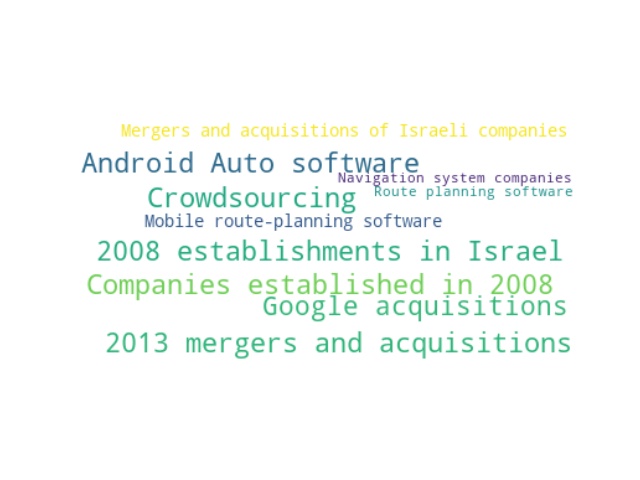 Mergers and acquisitions of Israeli companies
Android Auto software
Navigation system companies
Route planning software
Crowdsourcing
Mobile route-planning software
2008 establishments in Israel
Companies established in 2008
Google acquisitions
2013 mergers and acquisitions